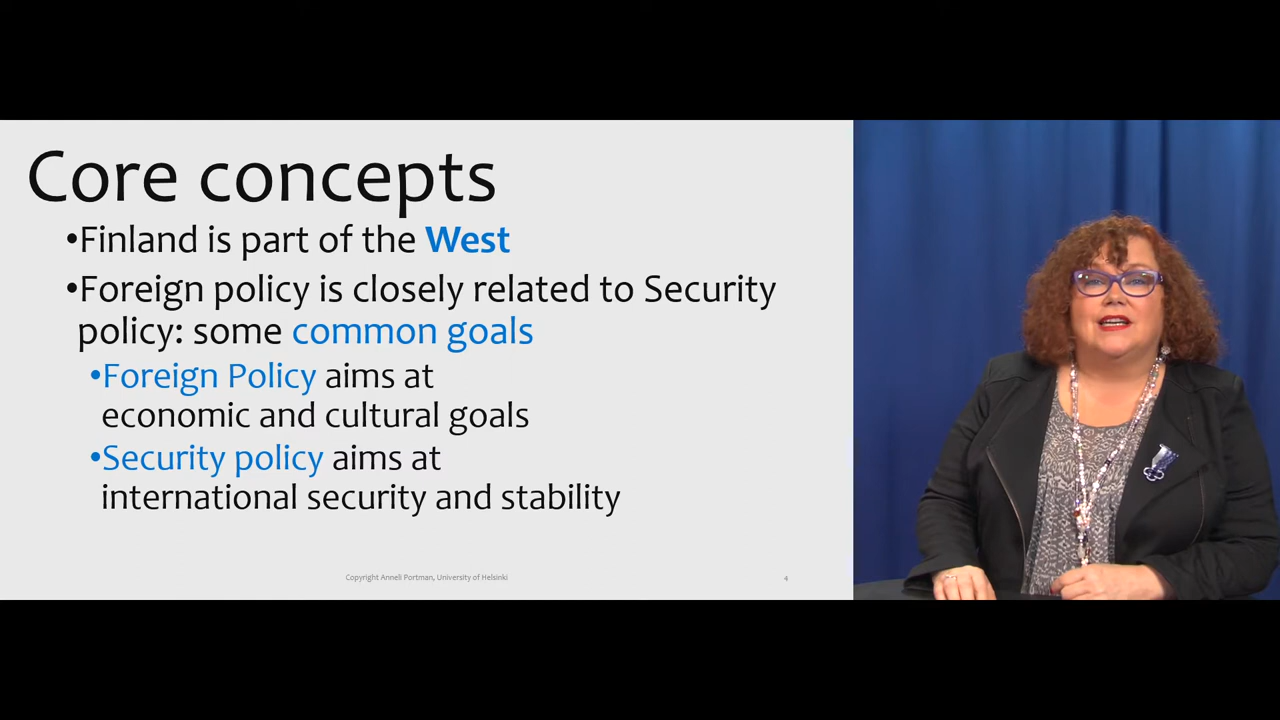 Core concepts
•Finland is part of the West
•Foreign policy is closely related to Security
policy: some common goals
•Foreign Policy aims at
economic and cultural goals
•Security policy aims at
international security and stability
Copyright Anneli Portman, University of Helsinki
4